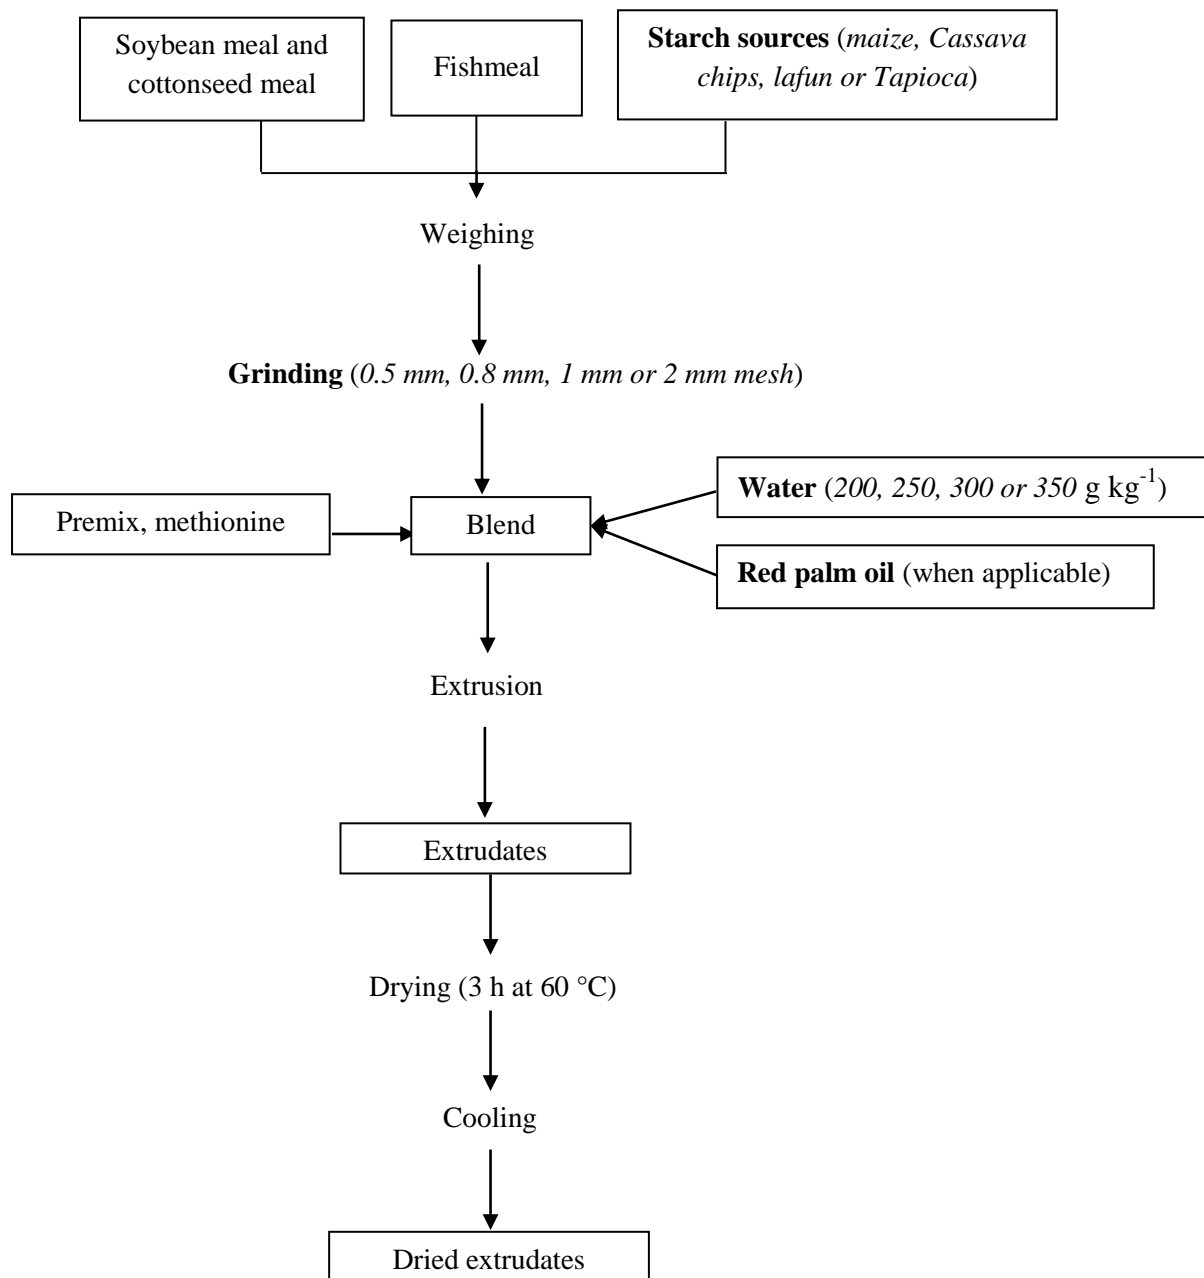 Soybean meal and
cottonseed meal
Fishmeal
Starch sources (maize, Cassava
chips, lafun or Tapioca)
Weighing
Grinding (0.5 mm, 0.8 mm, 1 mm or 2 mm mesh)
Water (200, 250, 300 or 350 g kg-1)
Premix, methionine
Blend
Red palm oil (when applicable)
Extrusion
Extrudates
Drying (3 h at 60 °C)
Cooling
Dried extrudates